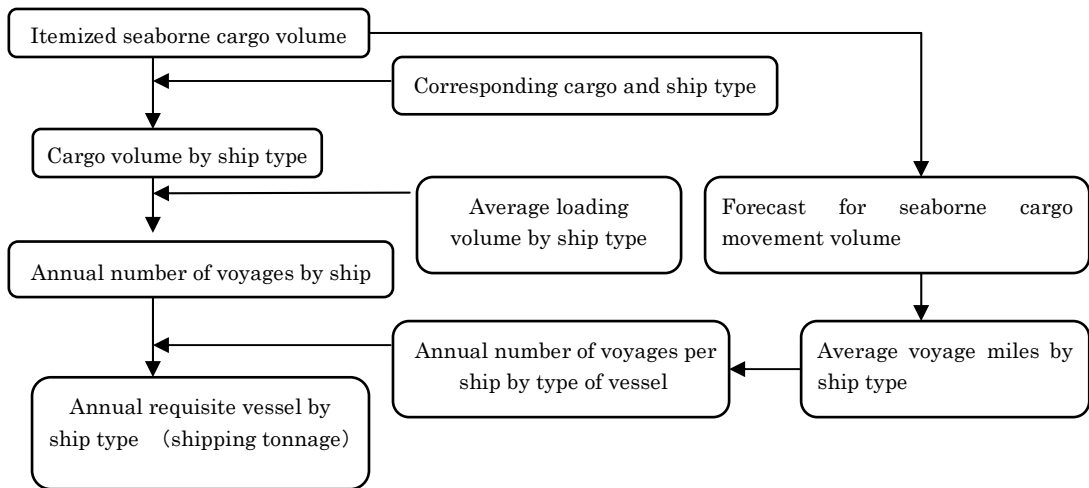 Itemized seaborne cargo volume
Corresponding cargo and ship type
Cargo volume by ship type
Average loading
volume by ship type
Forecast for seaborne cargo
movement volume
Annual number of voyages by ship
Annual number of voyages per
ship by type of vessel
Average voyage miles by
ship type
Annual requisite vessel by
ship type （shipping tonnage）